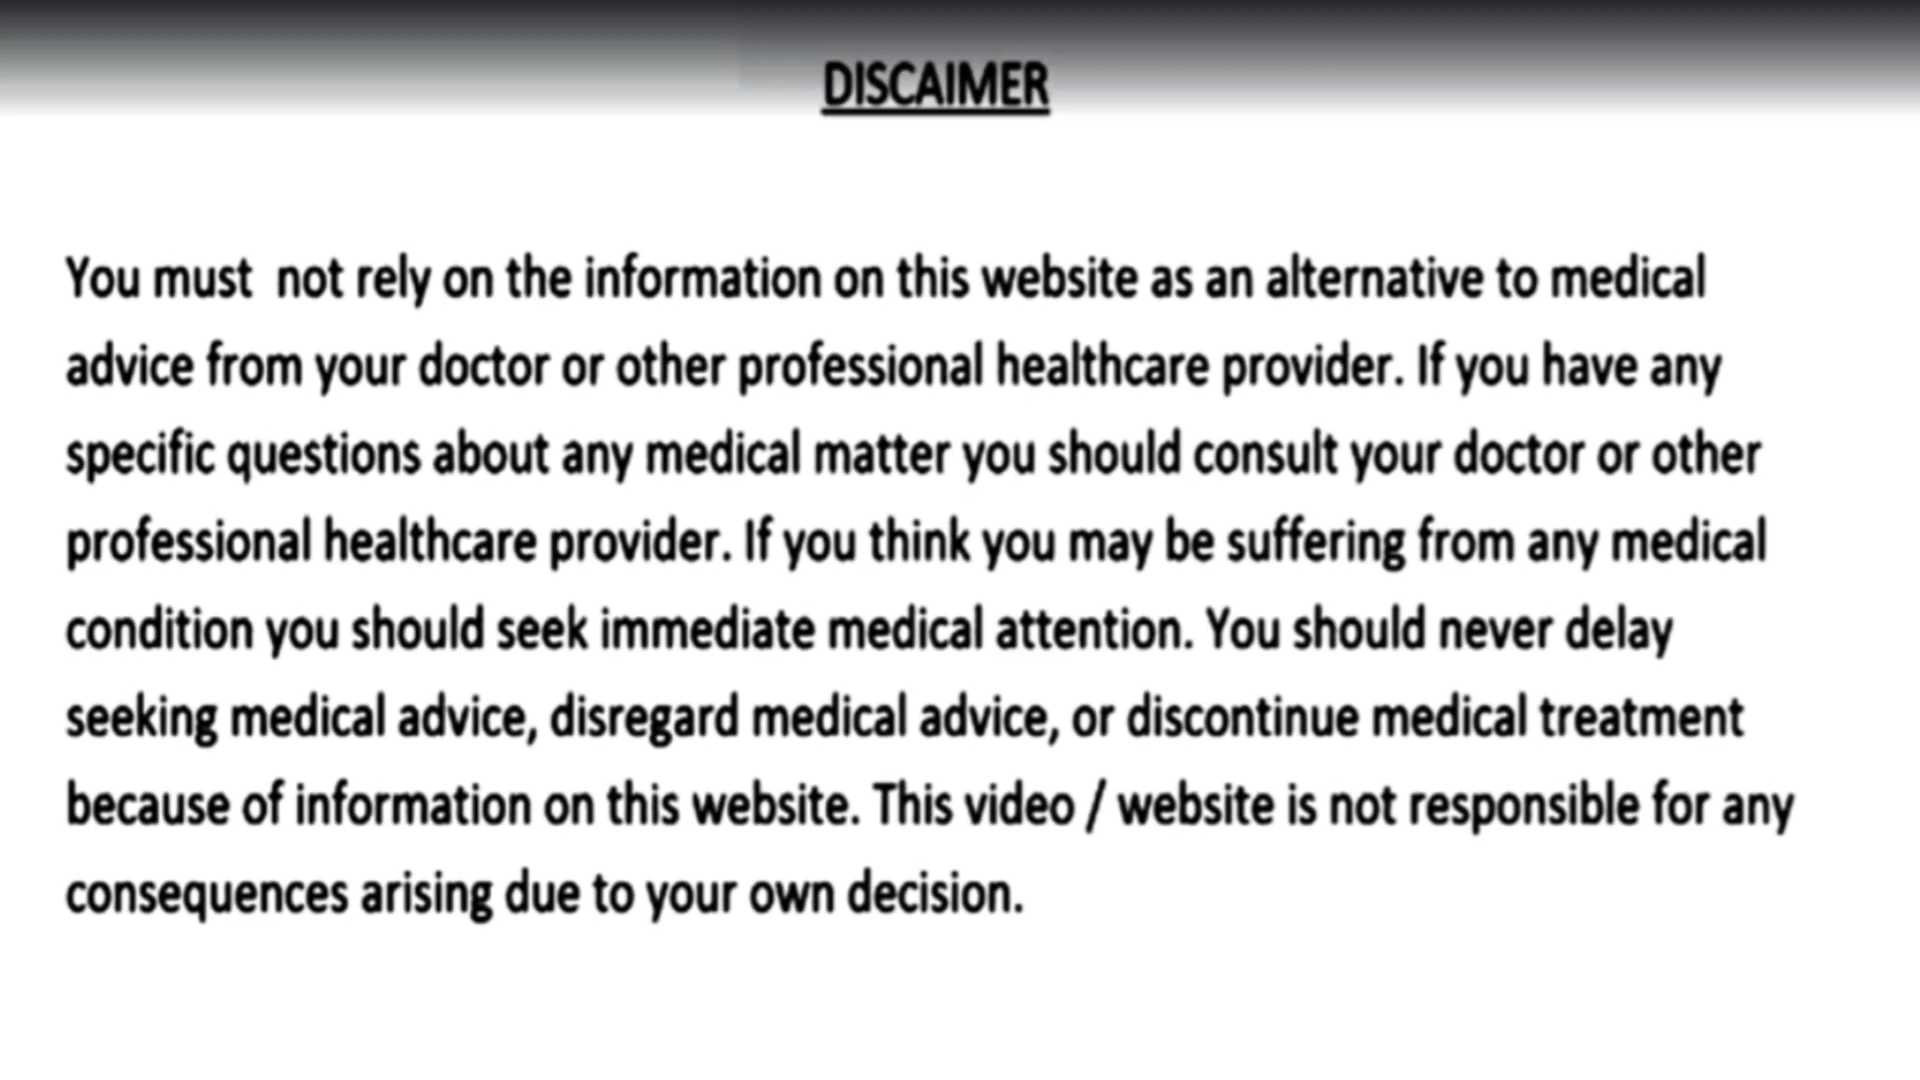 DISCAIMER
You must  not rely on the information on this website as an alternative to medical
advice from your doctor or other professional healthcare provider. If you have any
specific questions about any medical matter you should consult your doctor or other
professional healthcare provider. If you think you may be suffering from any medical
condition you should seek immediate medical attention. You should never delay
seeking medical advice, disregard medical advice, or discontinue medical treatment
because of information on this website. This video / website is not responsible for any
consequences arising due to your own decision.